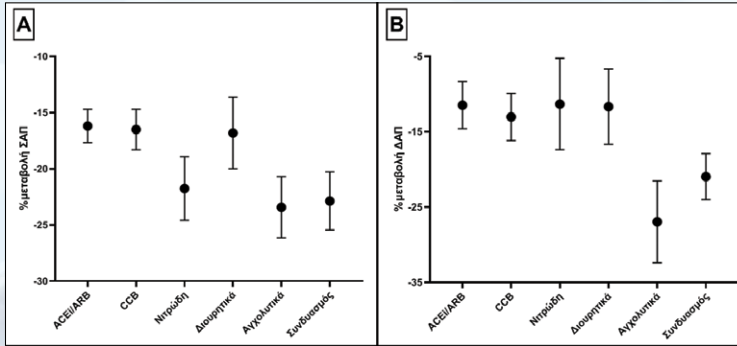 A
%μεταβολή ΣΑΠ
-10
-15
-20
-25
-30
ACEi/ARB
CCB
Νιτρώδη
Διουρητικά
Αγχολυτικά
Συνδυασμός
B
%μεταβολή ΔΑΠ
-5
-15
-25
-35
ACEi/ARB
CCB
Νιτρώδη
Διουρητικά
Αγχολυτικά
Συνδυασμός